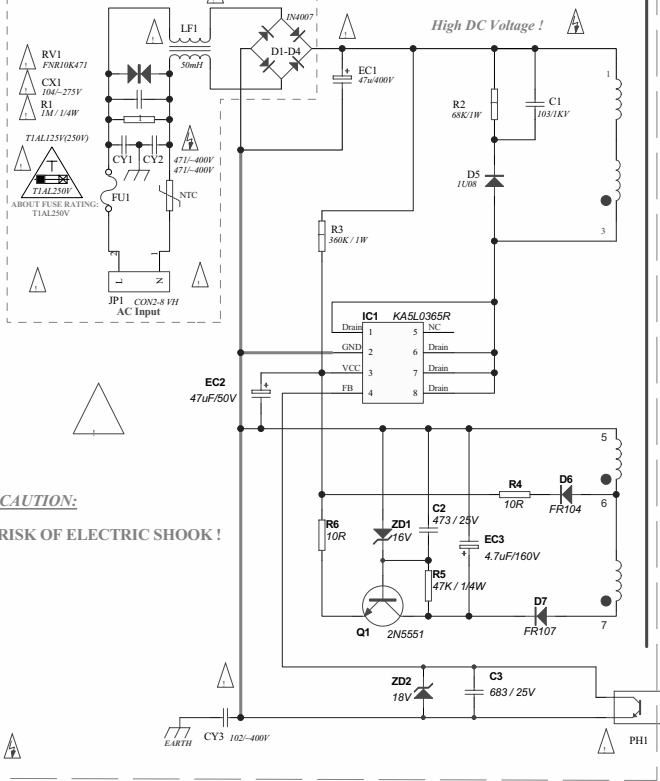 IN4007
High DC Voltage !
LF1
50mH
D1-D4
RV1
FNR10K471
CX1
104/~275V
R1
1M / 1/4W
EC1
47u/400V
R2
68K/1W
C1
103/1KV
1
T1AL125V(250V)
T
T1AL250V
ABOUT FUSE RATING:
T1AL250V
CY1
CY2
471/~400V
471/~400V
FU1
NTC
D5
1U08
3
R3
360K / 1W
2
1
L
N
JP1 CON2-8 VH
AC Input
IC1 KA5L0365R
Drain 1 5 NC
GND 2 6 Drain
VCC 3 7 Drain
FB 4 8 Drain
EC2
47uF/50V
5
CAUTION:
RISK OF ELECTRIC SHOOK !
R4
10R
D6
FR104
6
R6
10R
ZD1
16V
C2
473 / 25V
EC3
4.7uF/160V
R5
47K / 1/4W
Q1
2N5551
D7
FR107
7
ZD2
18V
C3
683 / 25V
EARTH
CY3 102/~400V
PH1